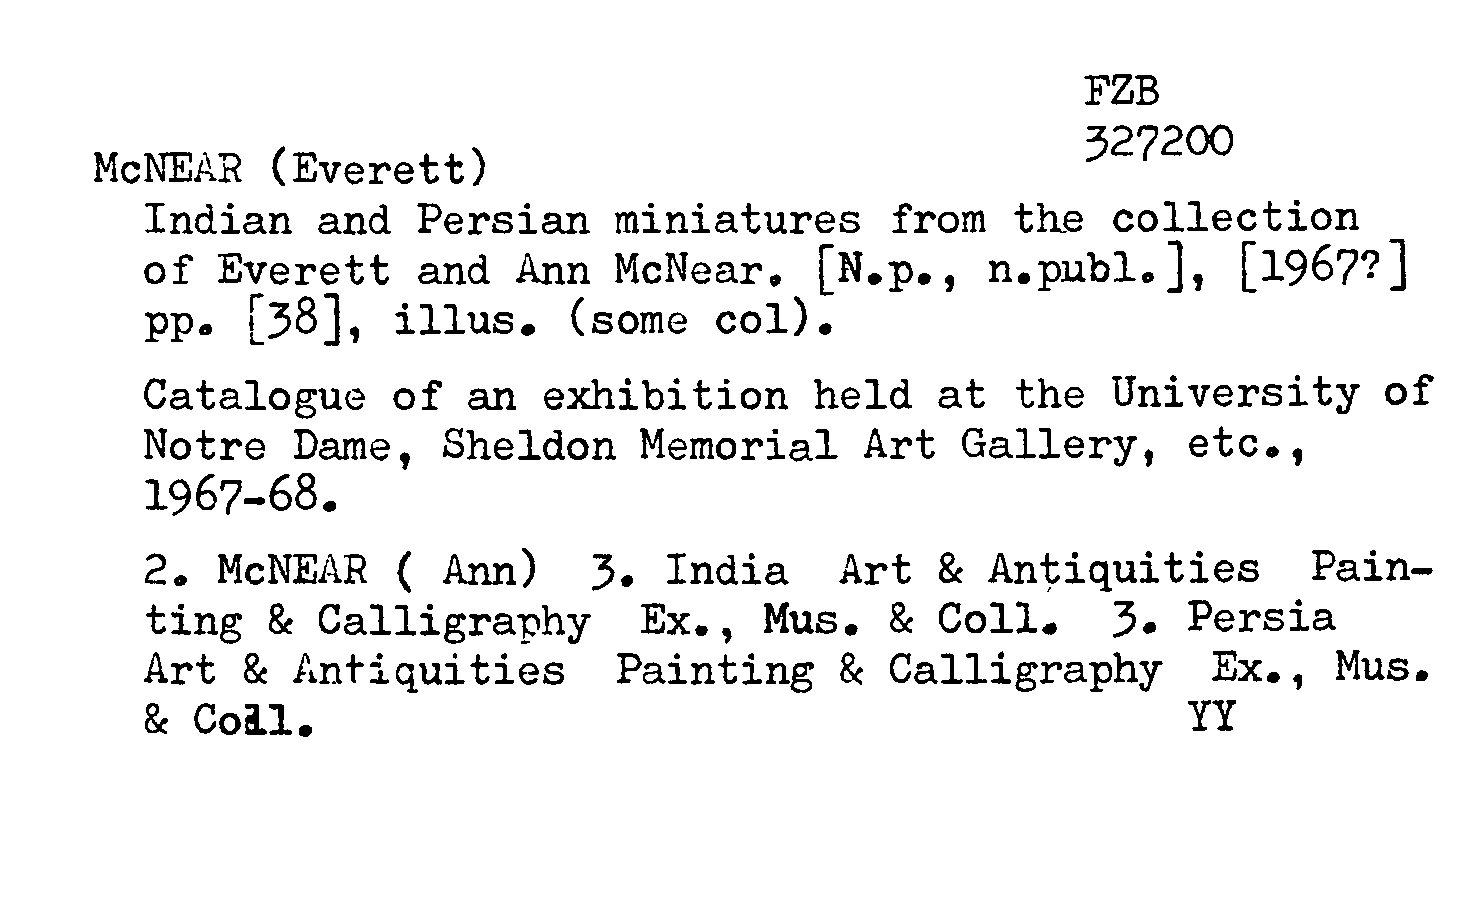 FZB
327200
McNEAR (Everett)
Indian and Persian miniatures from the collection
of Everett and Ann McNear. [N.p., n.publ.], [1967?]
pp. [38], illus. (some col).
Catalogue of an exhibition held at the University of
Notre Dame, Sheldon Memorial Art Gallery, etc.,
1967-68.
2. McNEAR ( Ann) 3. India Art & Antiquities Pain-
ting & Calligraphy Ex., Mus. & Coll. 3. Persia
Art & Antiquities Painting & Calligraphy Ex., Mus.
& Coll. YY